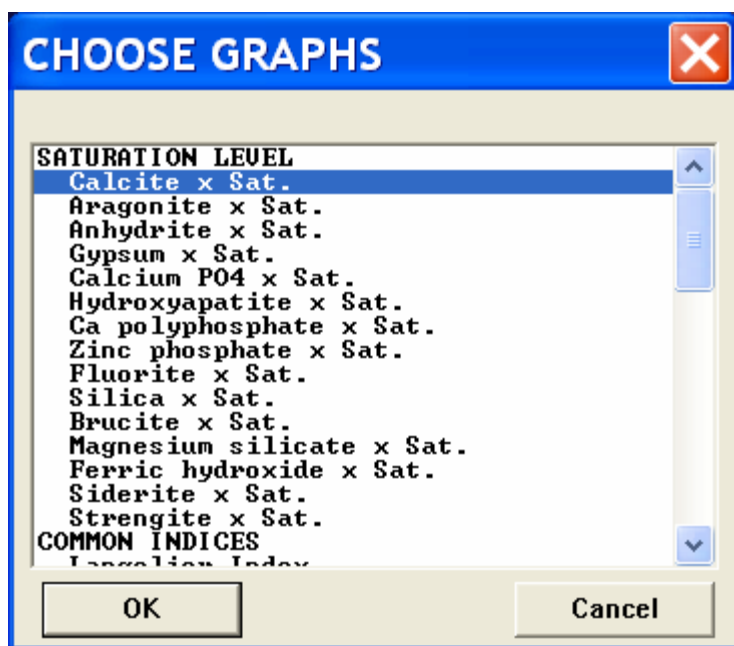 CHOOSE GRAPHS
SATURATION LEVEL
Calcite x Sat.
Aragonite x Sat.
Anhydrite x Sat.
Gypsum x Sat.
Calcium PO4 x Sat.
Hydroxyapatite x Sat.
Ca polyphosphate x Sat.
Zinc phosphate x Sat.
Fluorite x Sat.
Silica x Sat.
Brucite x Sat.
Magnesium silicate x Sat.
Ferric hydroxide x Sat.
Siderite x Sat.
Strengite x Sat.
COMMON INDICES
Langelier Index
OK Cancel